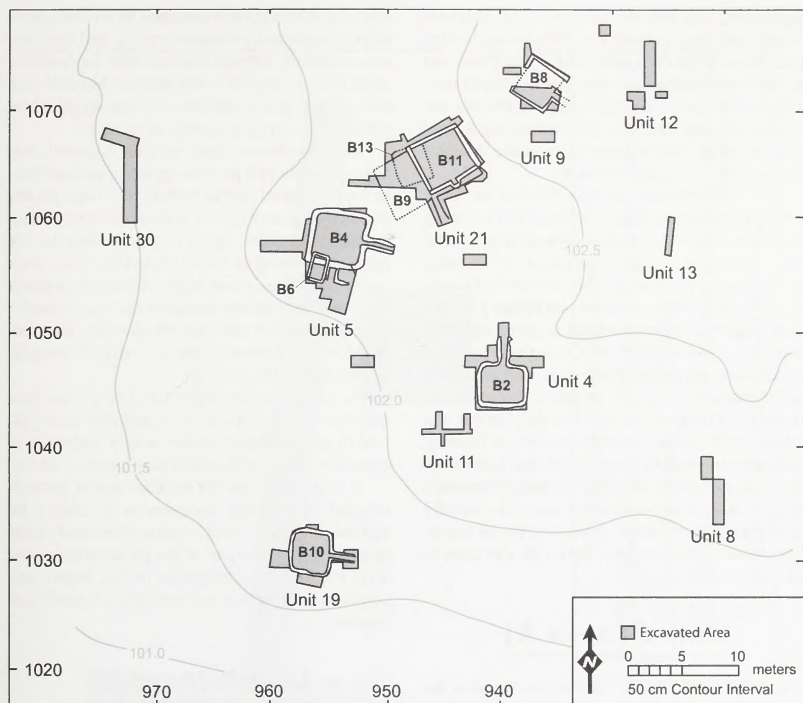 1070
1060
1050
1040
1030
1020
970
960
950
940
B8
Unit 12
Unit 9
B13
B11
B9
Unit 21
Unit 30
B4
B6
Unit 5
102.5
Unit 13
B2
Unit 4
102.0
Unit 11
101.5
Unit 8
B10
Unit 19
101.0
N
Excavated Area
0 5 10
meters
50 cm Contour Interval